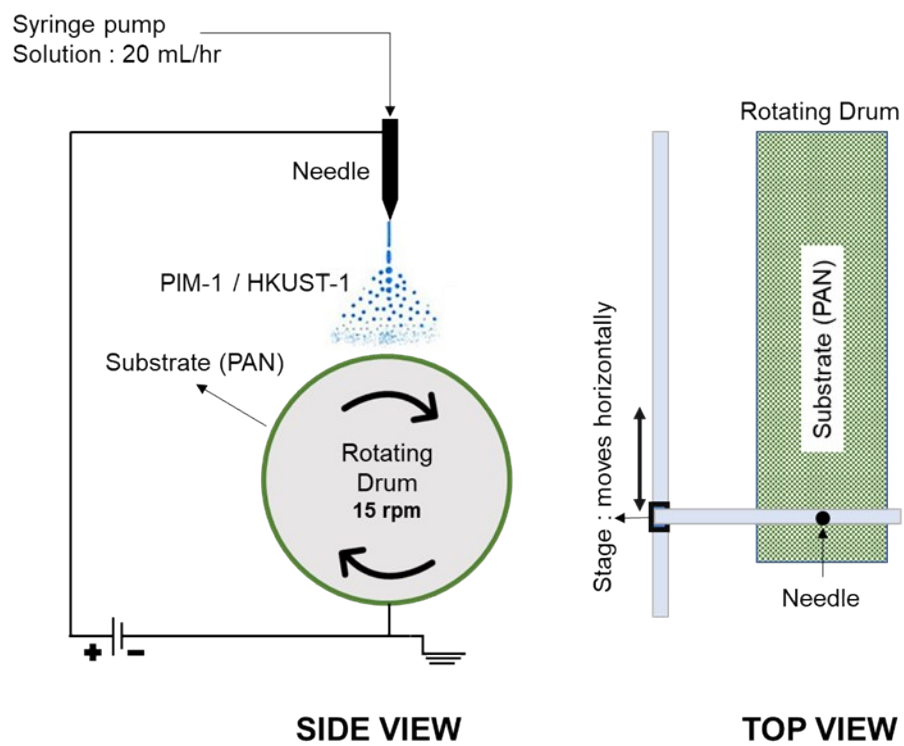 Syringe pump
Solution : 20 mL/hr
Needle
PIM-1 / HKUST-1
Substrate (PAN)
Rotating
Drum
15 rpm
+ -
SIDE VIEW
Rotating Drum
Substrate (PAN)
Stage : moves horizontally
Needle
TOP VIEW